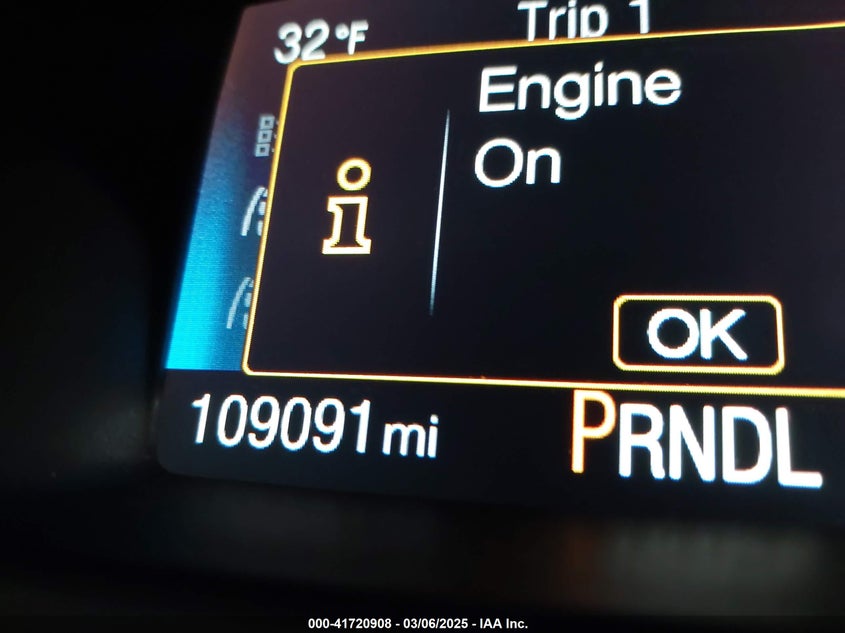 32°F
Trip 1
Engine
On
i
OK
109091 mi
PRNDL
000-41720908 - 03/06/2025 - IAA Inc.